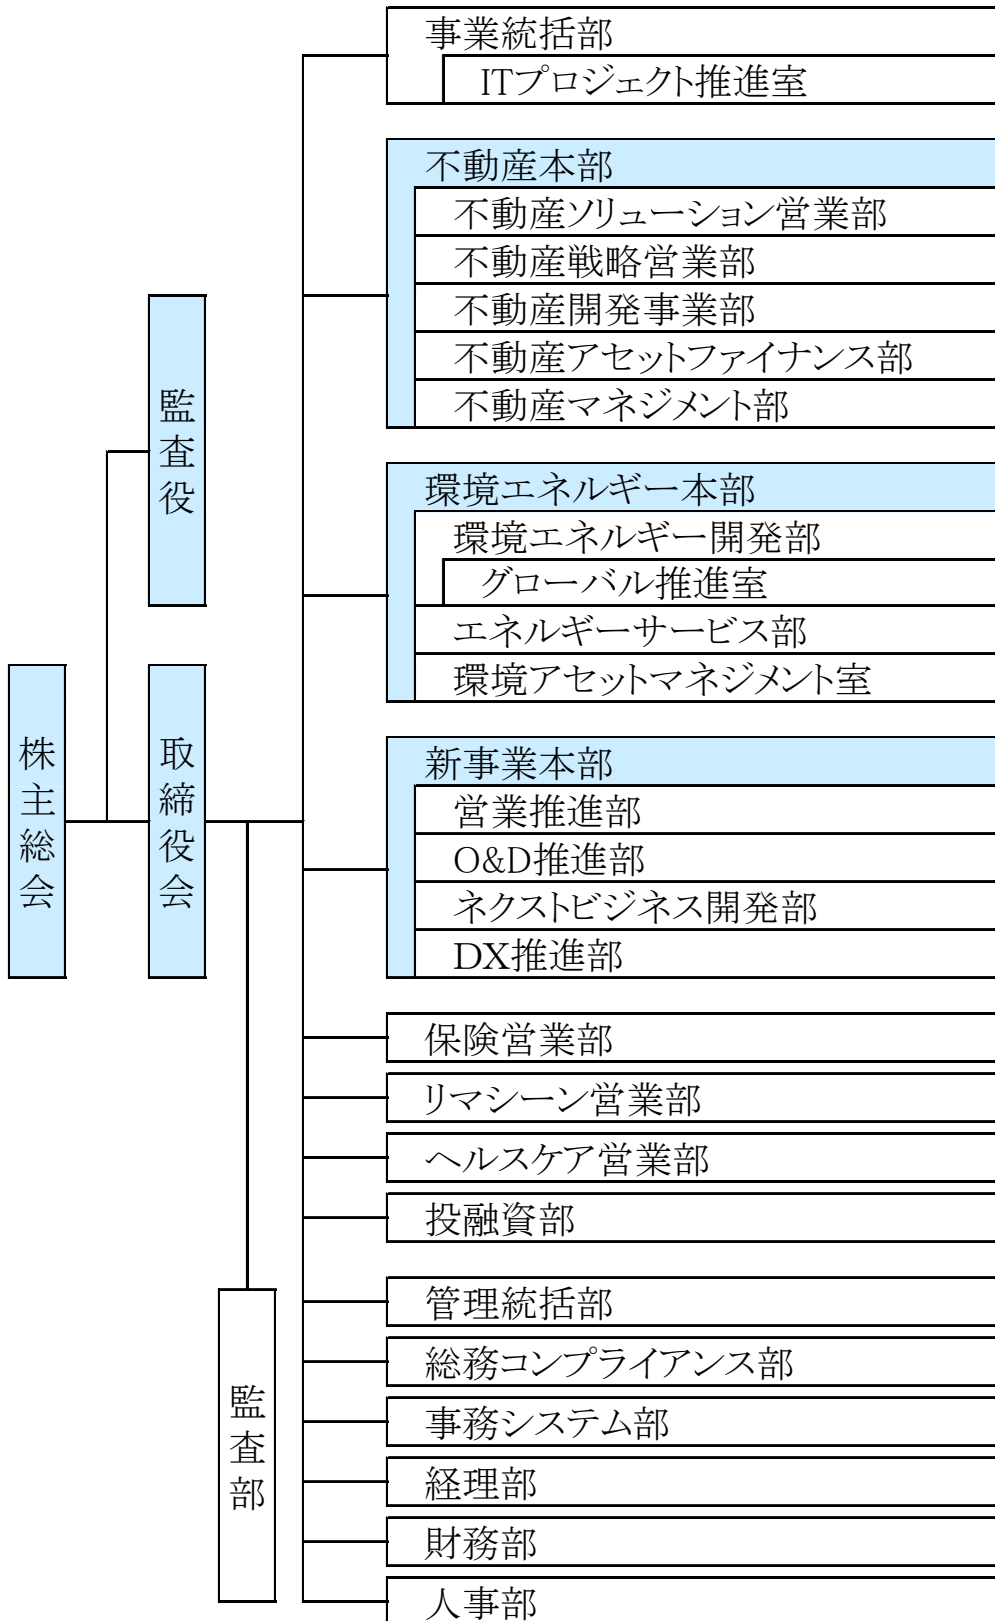 株主総会
監査役
取締役会
監査部
事業統括部
ITプロジェクト推進室
不動産本部
不動産ソリューション営業部
不動産戦略営業部
不動産開発事業部
不動産アセットファイナンス部
不動産マネジメント部
環境エネルギー本部
環境エネルギー開発部
グローバル推進室
エネルギーサービス部
環境アセットマネジメント室
新事業本部
営業推進部
O&D推進部
ネクストビジネス開発部
DX推進部
保険営業部
リマシーン営業部
ヘルスケア営業部
投融資部
管理統括部
総務コンプライアンス部
事務システム部
経理部
財務部
人事部